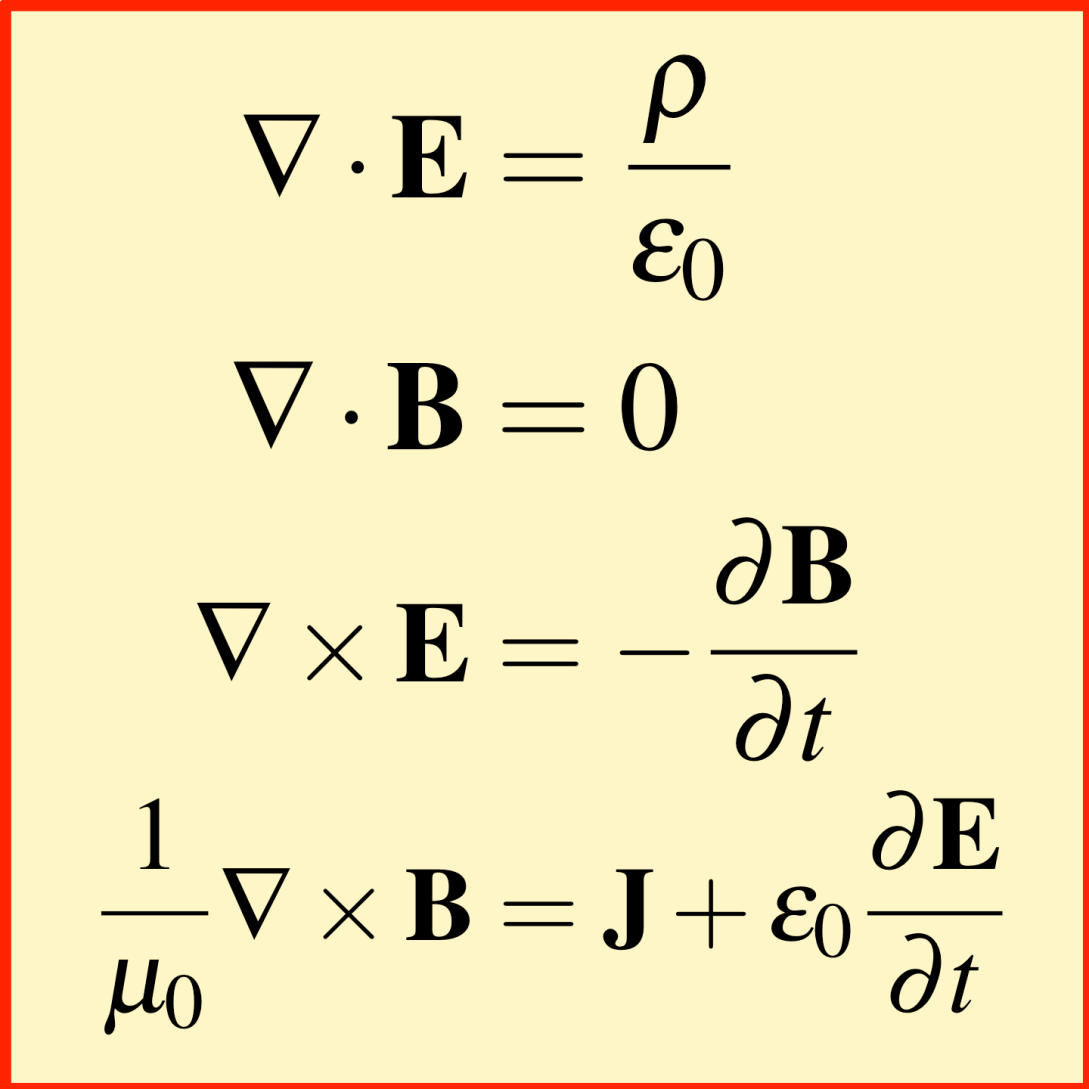 ∇ · 𝐄 = ρ/ε₀
∇ · 𝐁 = 0
∇ × 𝐄 = −∂𝐁/∂t
1/μ₀ ∇ × 𝐁 = 𝐉 + ε₀ ∂𝐄/∂t